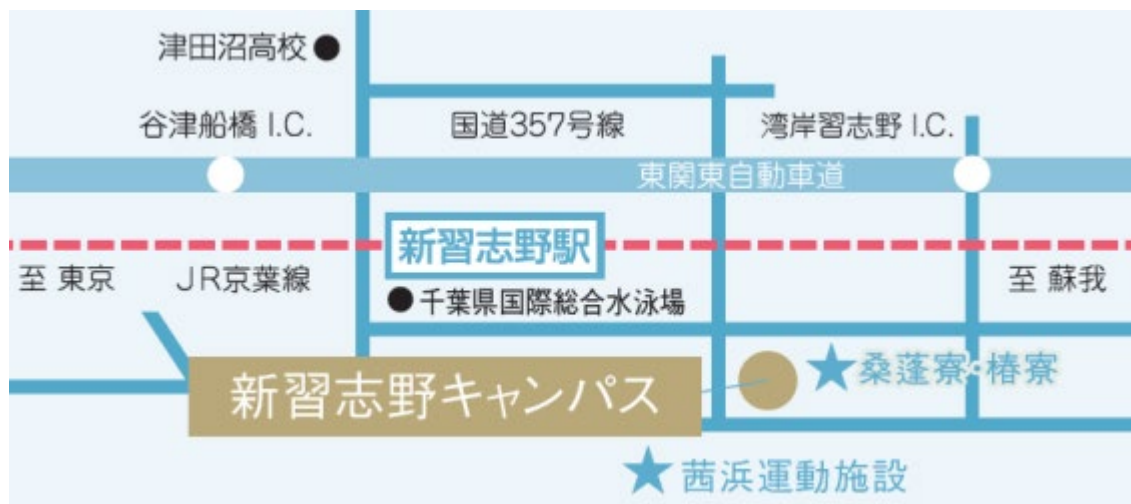 津田沼高校
谷津船橋 I.C.
国道357号線
湾岸習志野 I.C.
東関東自動車道
新習志野駅
至 東京
JR京葉線
至 蘇我
千葉県国際総合水泳場
桑蓬寮・椿寮
新習志野キャンパス
茜浜運動施設